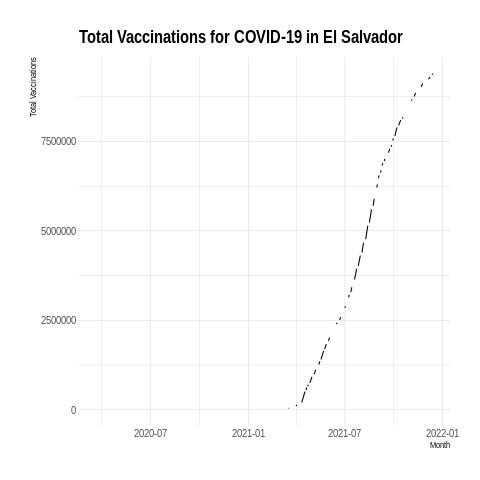 Total Vaccinations for COVID-19 in El Salvador
Total Vaccinations
7500000
5000000
2500000
0
2020-07 2021-01 2021-07 2022-01
Month